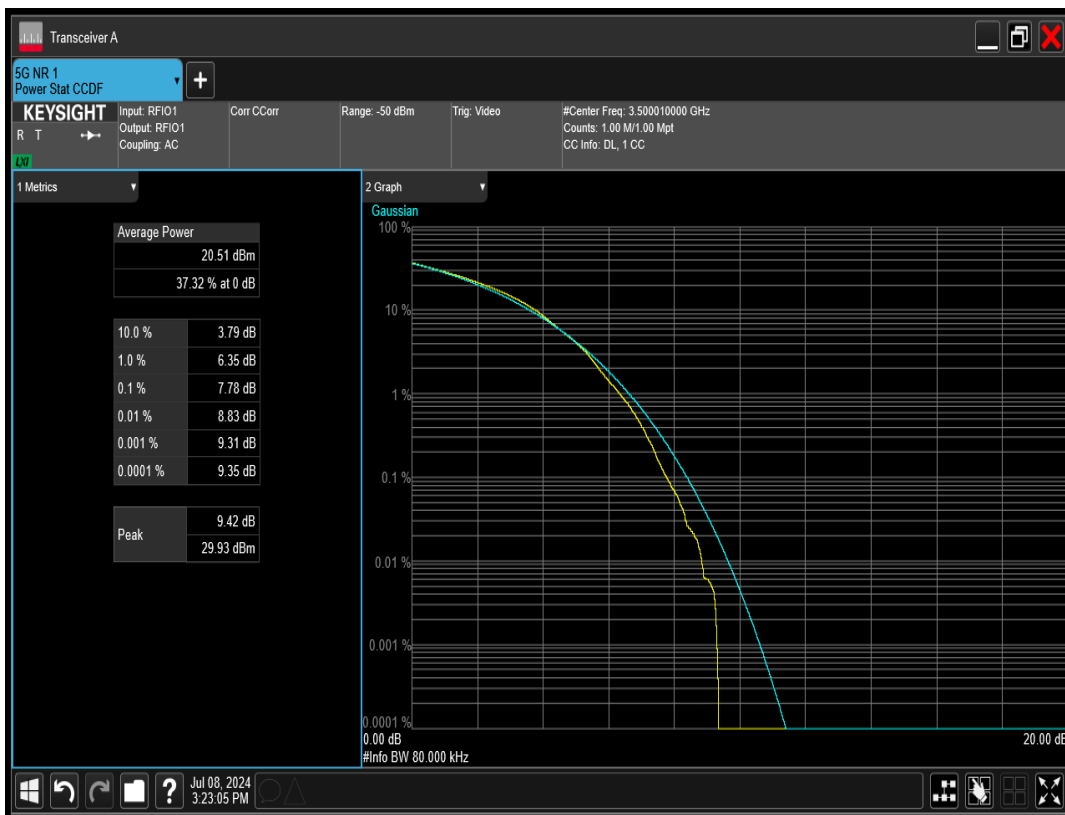 Transceiver A
5G NR 1
Power Stat CCDF
+
KEYSIGHT
R T
LXI
Input: RFIO1
Output: RFIO1
Coupling: AC
Corr CCorr
Range: -50 dBm
Trig: Video
#Center Freq: 3.500010000 GHz
Counts: 1.00 M/1.00 Mpt
CC Info: DL, 1 CC
1 Metrics
Average Power
20.51 dBm
37.32 % at 0 dB
10.0 % 3.79 dB
1.0 % 6.35 dB
0.1 % 7.78 dB
0.01 % 8.83 dB
0.001 % 9.31 dB
0.0001 % 9.35 dB
Peak
9.42 dB
29.93 dBm
2 Graph
Gaussian
100 %
10 %
1 %
0.1 %
0.01 %
0.001 %
0.0001 %
0.00 dB
20.00 dB
#Info BW 80.000 kHz
?
Jul 08, 2024
3:23:05 PM